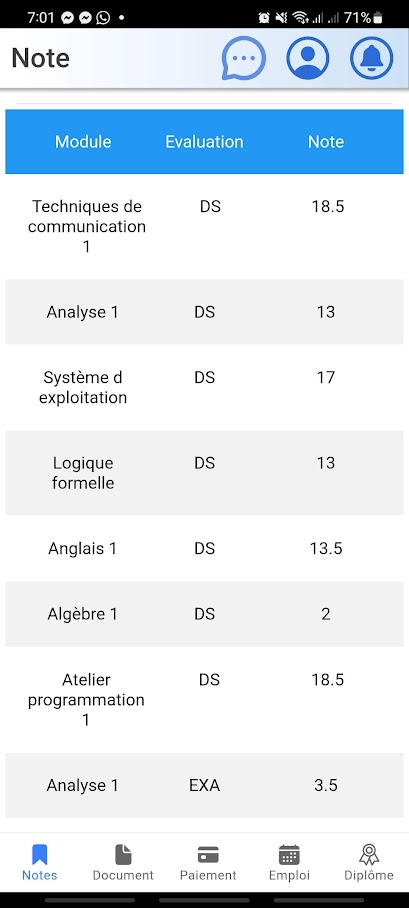 7:01 71%
Note
Module Evaluation Note
Techniques de
communication
1
DS 18.5
Analyse 1 DS 13
Système d
exploitation
DS 17
Logique
formelle
DS 13
Anglais 1 DS 13.5
Algèbre 1 DS 2
Atelier
programmation
1
DS 18.5
Analyse 1 EXA 3.5
Notes Document Paiement Emploi Diplôme